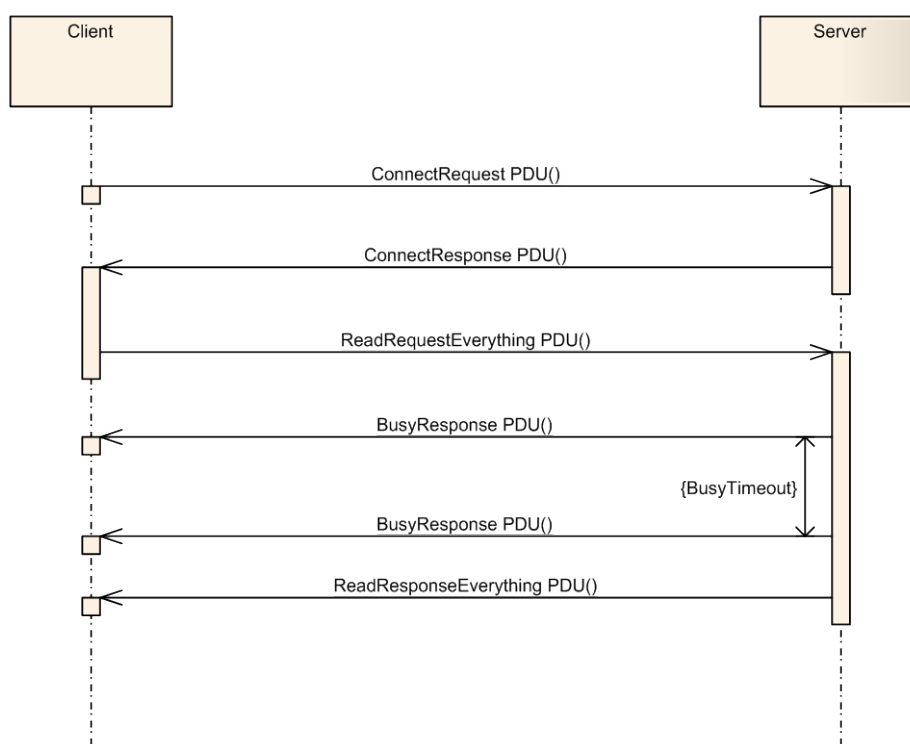 Client
Server
ConnectRequest PDU()
ConnectResponse PDU()
ReadRequestEverything PDU()
BusyResponse PDU()
{BusyTimeout}
BusyResponse PDU()
ReadResponseEverything PDU()